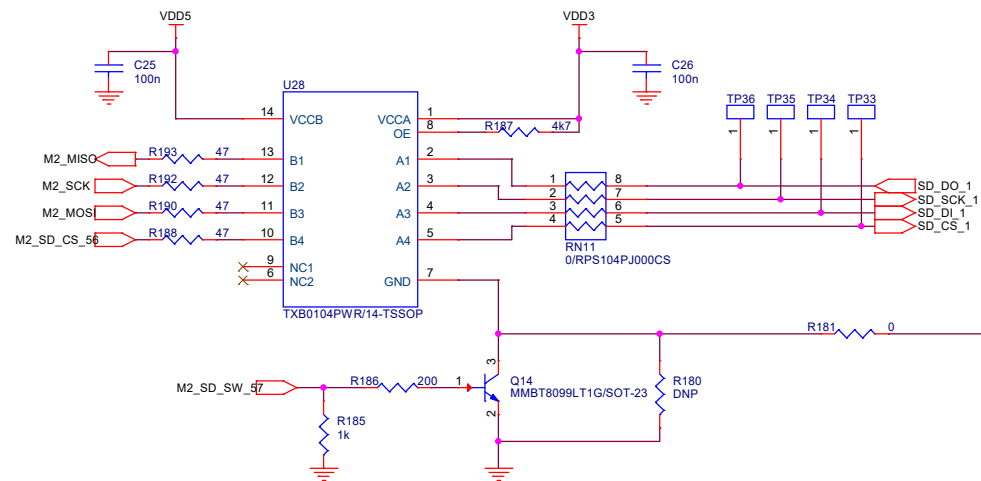 VDD5
VDD3
C25
100n
C26
100n
U28
TP36
TP35
TP34
TP33
1
1
1
1
14
VCCB
VCCA
1
OE
8
R187
4k7
M2_MISO
R193
47
13
B1
A1
2
M2_SCK
R192
47
12
B2
A2
3
M2_MOSI
R190
47
11
B3
A3
4
M2_SD_CS_56
R188
47
10
B4
A4
5
1
8
SD_DO_1
2
7
SD_SCK_1
3
6
SD_DI_1
4
5
SD_CS_1
RN11
0/RPS104PJ000CS
9
NC1
6
NC2
GND
7
TXB0104PWR/14-TSSOP
R181
0
M2_SD_SW_57
R186
200
1
3
2
Q14
MMBT8099LT1G/SOT-23
R180
DNP
R185
1k